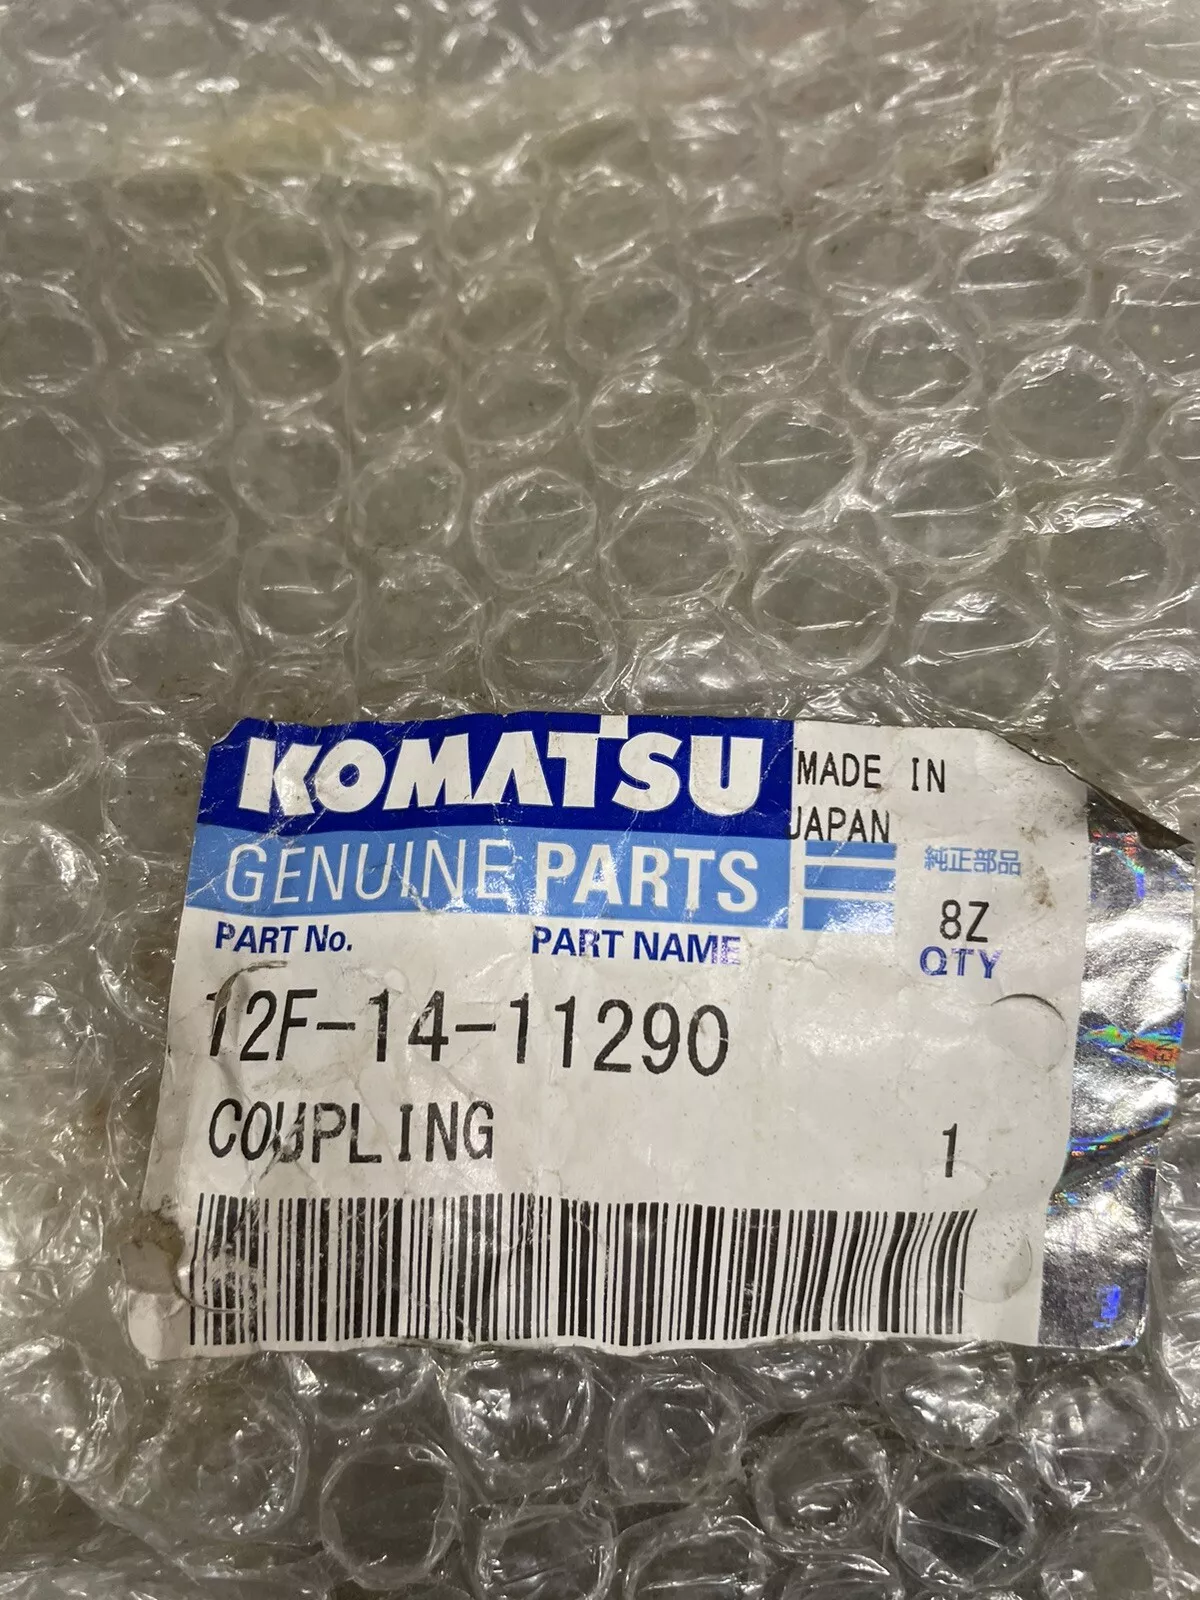 KOMATSU
MADE IN
JAPAN
GENUINE PARTS
純正部品
8Z
PART No.
PART NAME
QTY
12F-14-11290
COUPLING
1